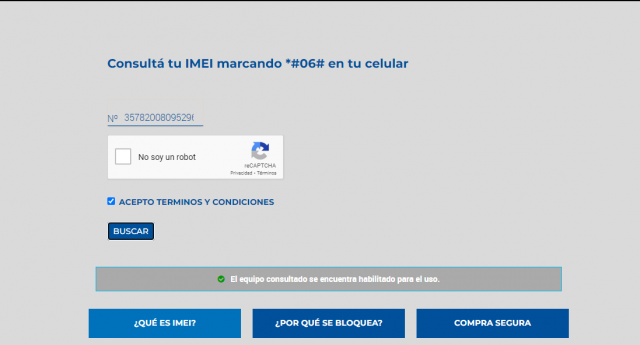 Consultá tu IMEI marcando *#06# en tu celular
Nº 35782008095296
No soy un robot
reCAPTCHA
Privacidad - Términos
ACEPTO TERMINOS Y CONDICIONES
BUSCAR
El equipo consultado se encuentra habilitado para el uso.
¿QUÉ ES IMEI?
¿POR QUÉ SE BLOQUEA?
COMPRA SEGURA